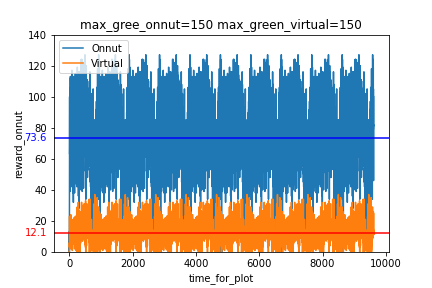 max_gree_onnut=150 max_green_virtual=150
Onnut
Virtual
140
120
100
80
73.6
60
40
20
12.1
0
reward_onnut
0 2000 4000 6000 8000 10000
time_for_plot